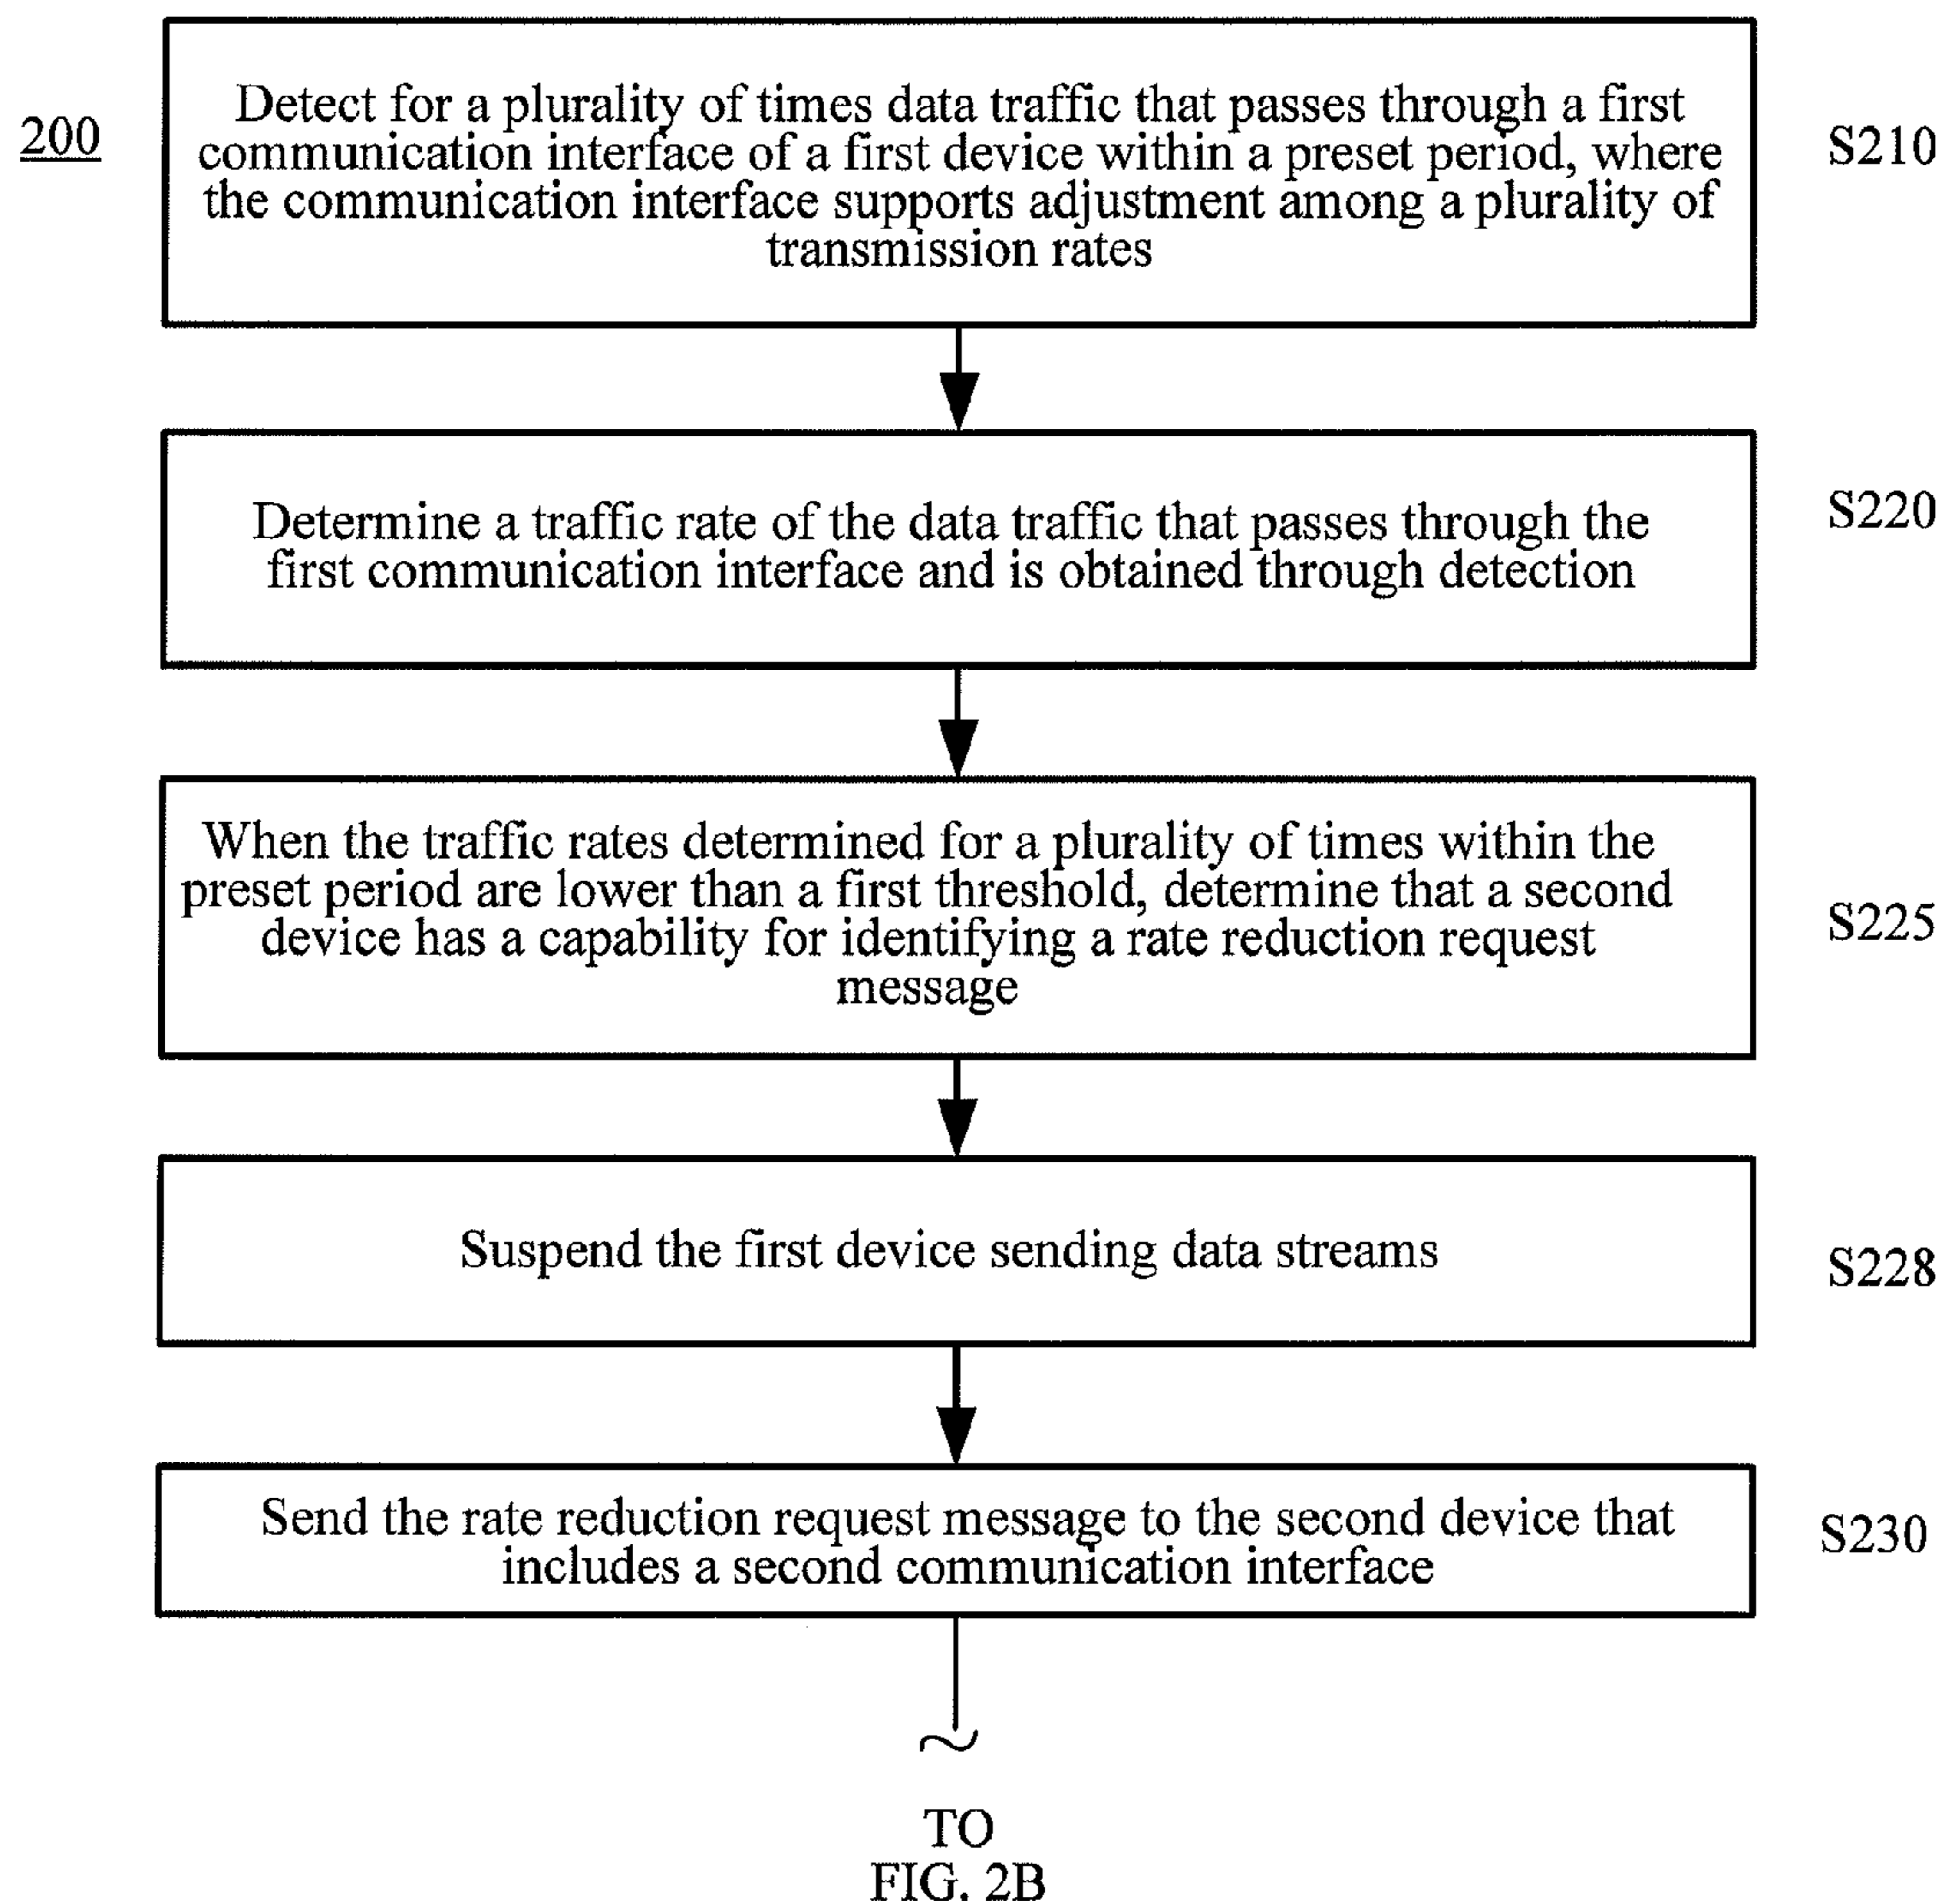 200
Detect for a plurality of times data traffic that passes through a first
communication interface of a first device within a preset period, where
the communication interface supports adjustment among a plurality of
transmission rates
S210
Determine a traffic rate of the data traffic that passes through the
first communication interface and is obtained through detection
S220
When the traffic rates determined for a plurality of times within the
preset period are lower than a first threshold, determine that a second
device has a capability for identifying a rate reduction request
message
S225
Suspend the first device sending data streams
S228
Send the rate reduction request message to the second device that
includes a second communication interface
S230
TO
FIG. 2B